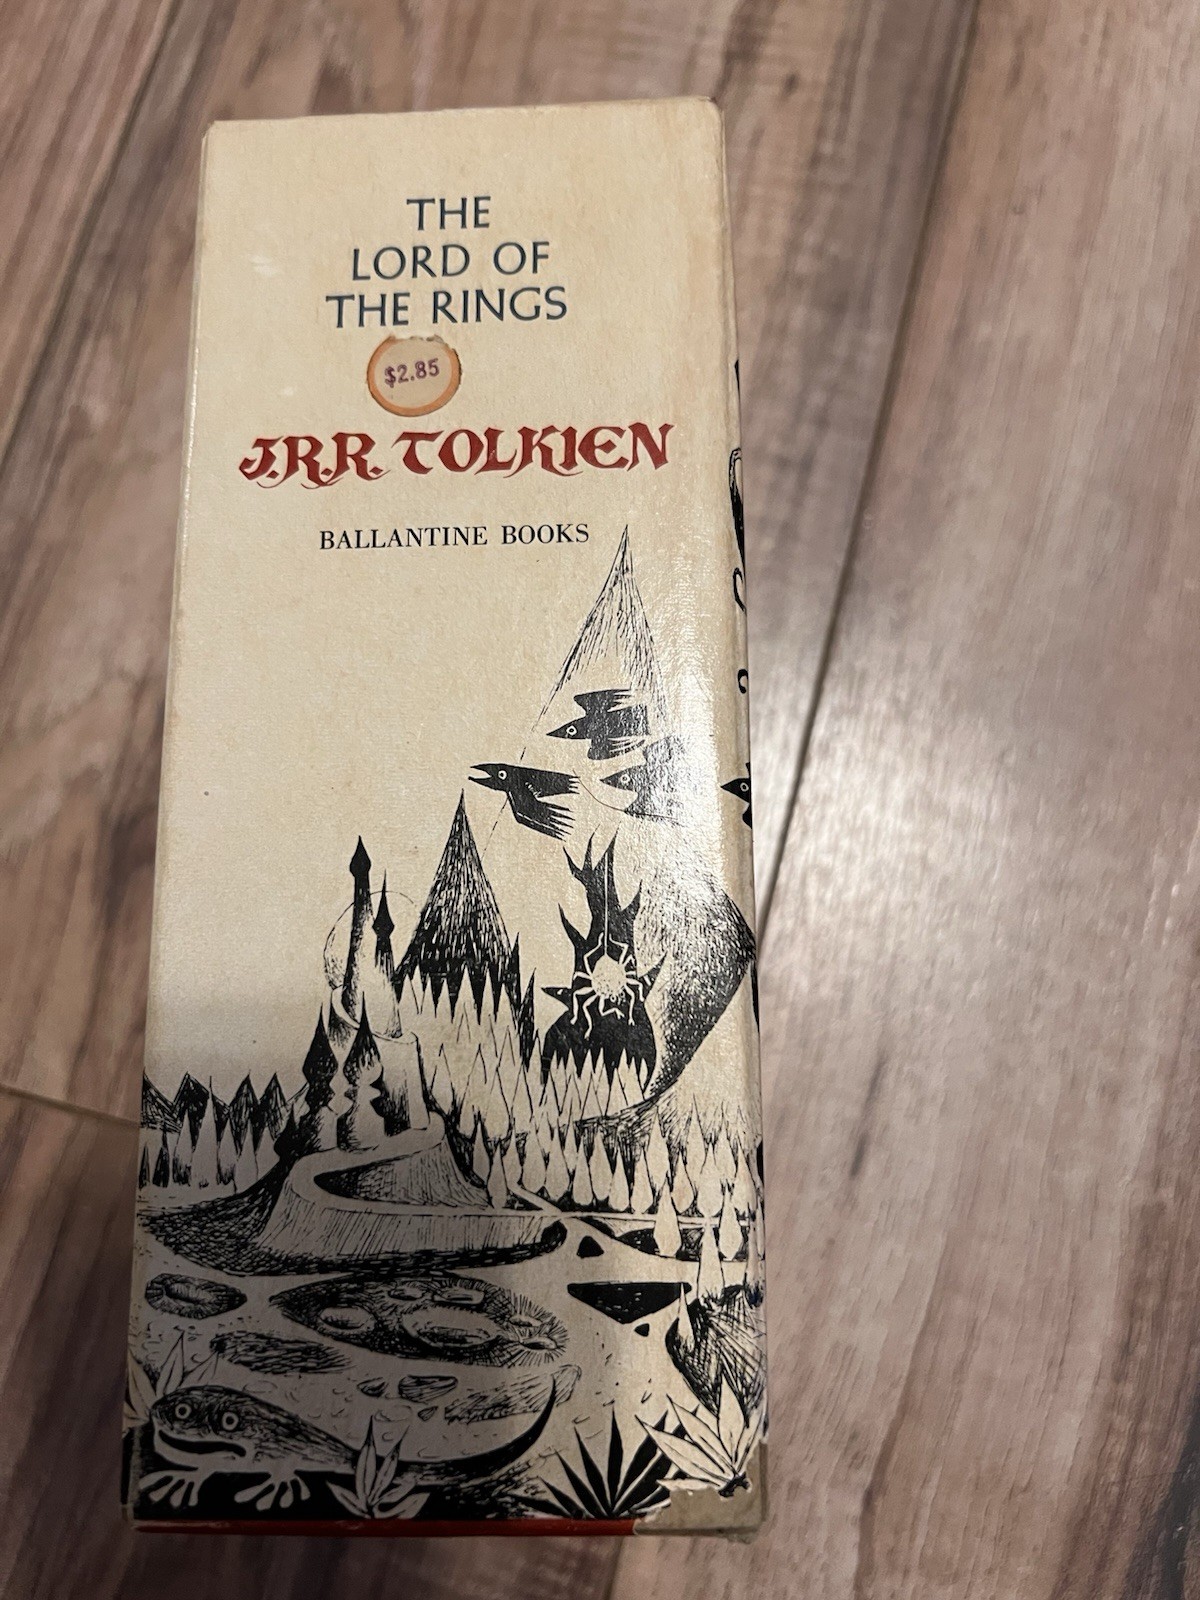 THE
LORD OF
THE RINGS
$2.85
J.R.R. TOLKIEN
BALLANTINE BOOKS